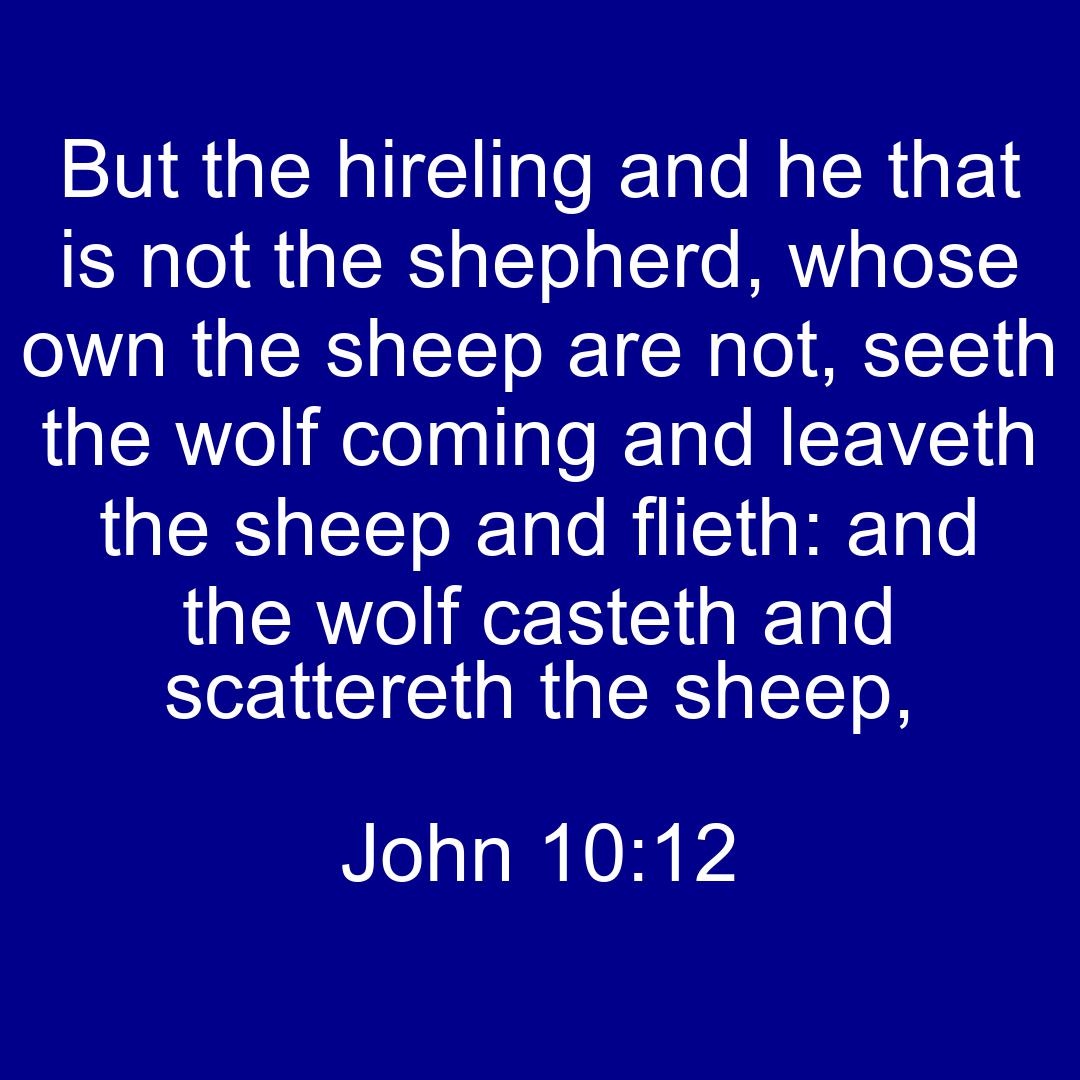 But the hireling and he that
is not the shepherd, whose
own the sheep are not, seeth
the wolf coming and leaveth
the sheep and flieth: and
the wolf casteth and
scattereth the sheep,
John 10:12